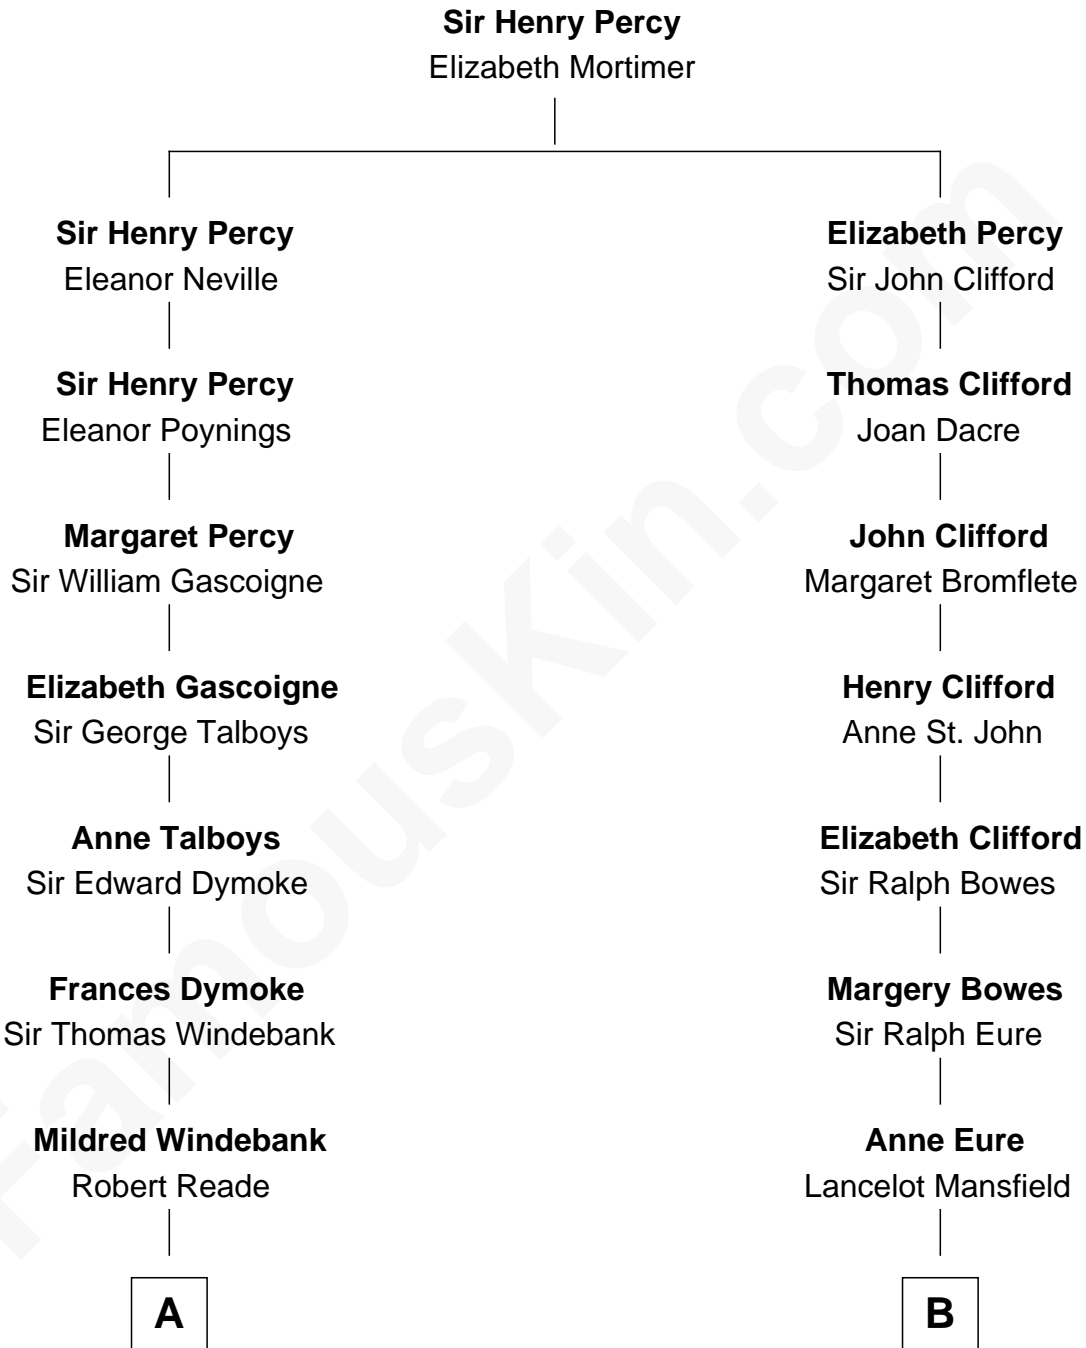 Sir Henry Percy
Elizabeth Mortimer
Sir Henry Percy
Eleanor Neville
Sir Henry Percy
Eleanor Poynings
Margaret Percy
Sir William Gascoigne
Elizabeth Gascoigne
Sir George Talboys
Anne Talboys
Sir Edward Dymoke
Frances Dymoke
Sir Thomas Windebank
Mildred Windebank
Robert Reade
A
Elizabeth Percy
Sir John Clifford
Thomas Clifford
Joan Dacre
John Clifford
Margaret Bromflete
Henry Clifford
Anne St. John
Elizabeth Clifford
Sir Ralph Bowes
Margery Bowes
Sir Ralph Eure
Anne Eure
Lancelot Mansfield
B
FamousKin.com